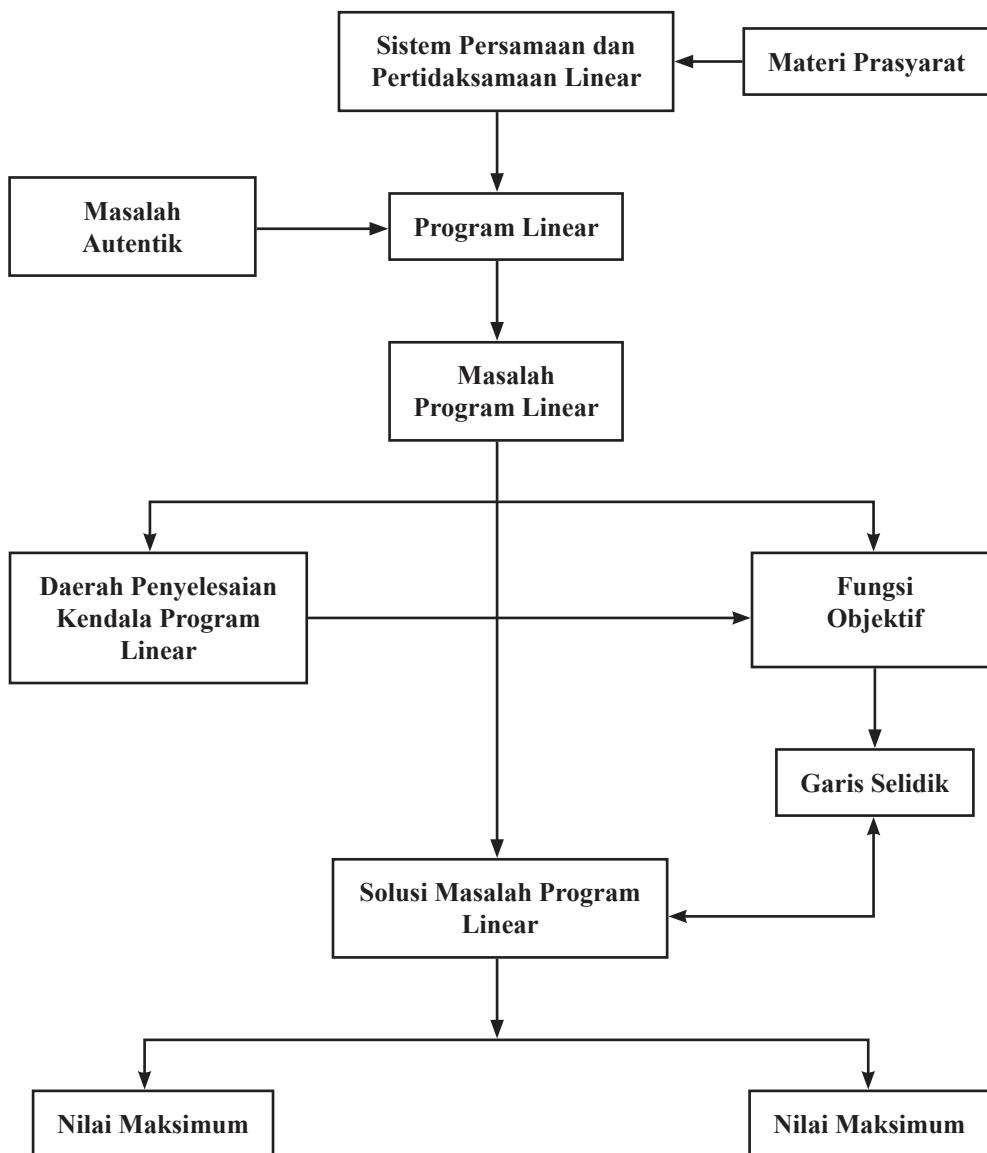 Sistem Persamaan dan
Pertidaksamaan Linear
Materi Prasyarat
Masalah
Autentik
Program Linear
Masalah
Program Linear
Daerah Penyelesaian
Kendala Program
Linear
Fungsi
Objektif
Garis Selidik
Solusi Masalah Program
Linear
Nilai Maksimum
Nilai Maksimum